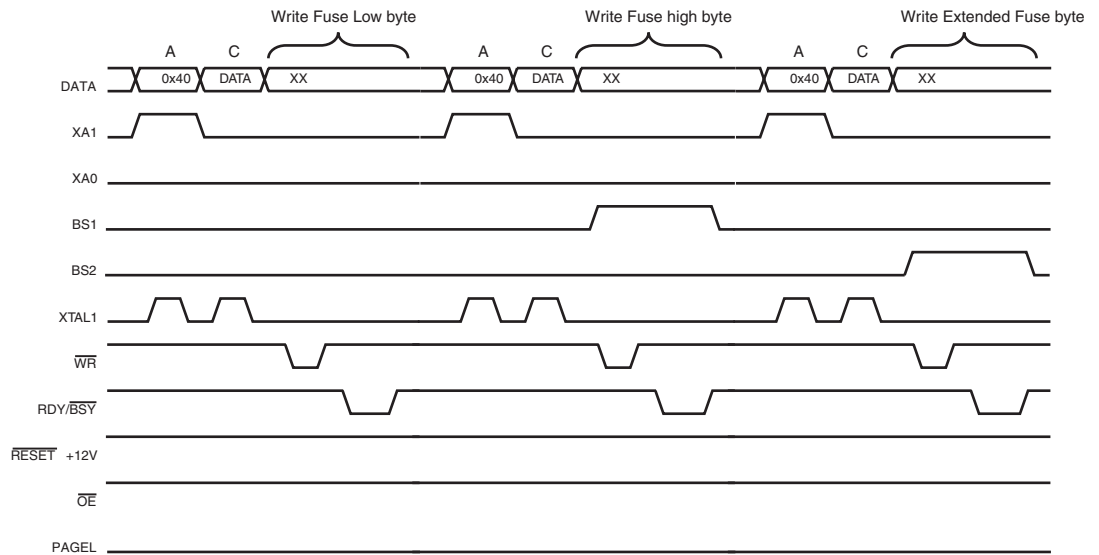 Write Fuse Low byte Write Fuse high byte Write Extended Fuse byte
A C A C A C
DATA 0x40 DATA XX 0x40 DATA XX 0x40 DATA XX
XA1
XA0
BS1
BS2
XTAL1
WR
RDY/BSY
RESET +12V
OE
PAGEL